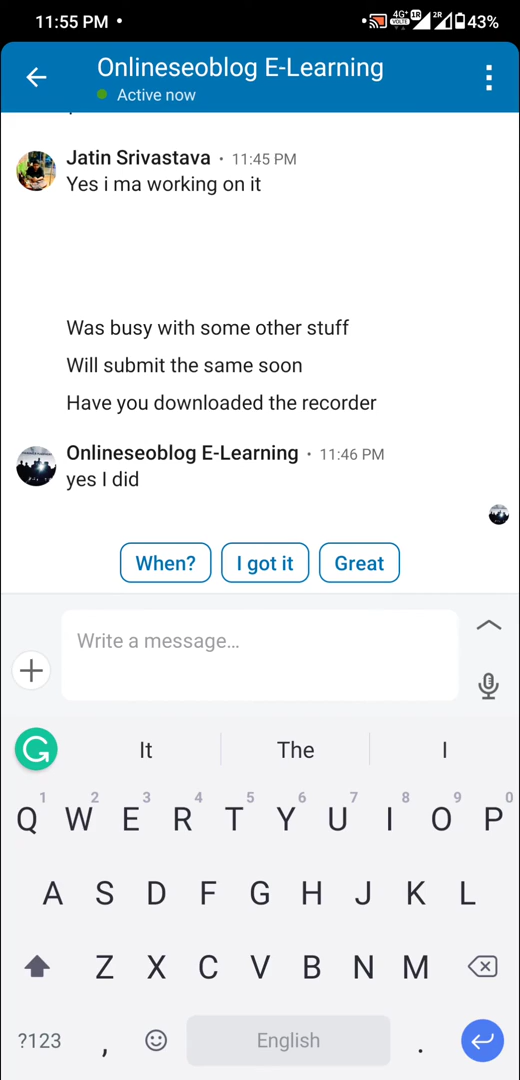 11:55 PM •
4G+ 1R 2R 43%
VOLTE
Onlineseoblog E-Learning
Active now
Jatin Srivastava • 11:45 PM
Yes i ma working on it
Was busy with some other stuff
Will submit the same soon
Have you downloaded the recorder
Onlineseoblog E-Learning • 11:46 PM
yes I did
When? I got it Great
Write a message...
It The I
1 2 3 4 5 6 7 8 9 0
Q W E R T Y U I O P
A S D F G H J K L
Z X C V B N M
?123 , English .